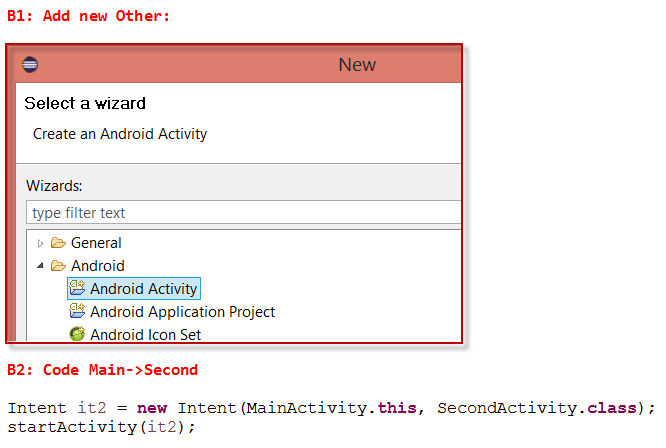 B1: Add new Other:
New
Select a wizard
Create an Android Activity
Wizards:
type filter text
General
Android
Android Activity
Android Application Project
Android Icon Set
B2: Code Main->Second
Intent it2 = new Intent(MainActivity.this, SecondActivity.class);
startActivity(it2);